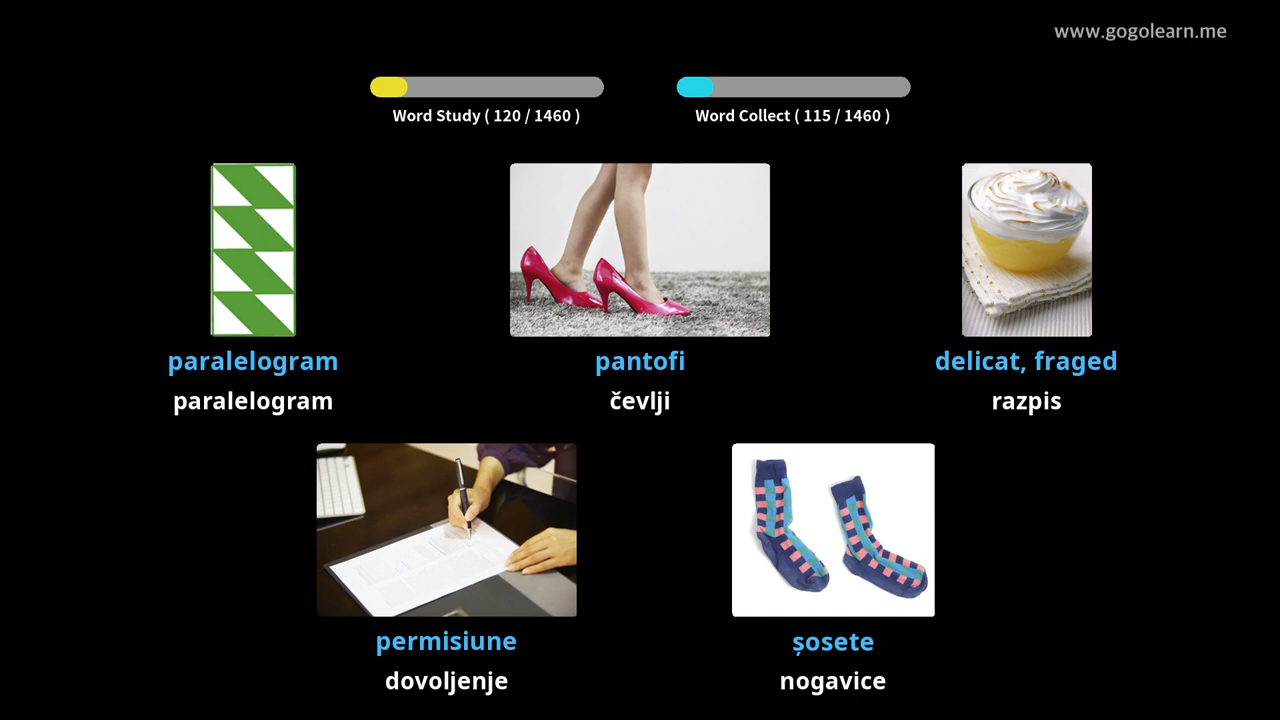 www.gogolearn.me
Word Study ( 120 / 1460 )
Word Collect ( 115 / 1460 )
paralelogram
paralelogram
pantofi
čevlji
delicat, fraged
razpis
permisiune
dovoljenje
șosete
nogavice